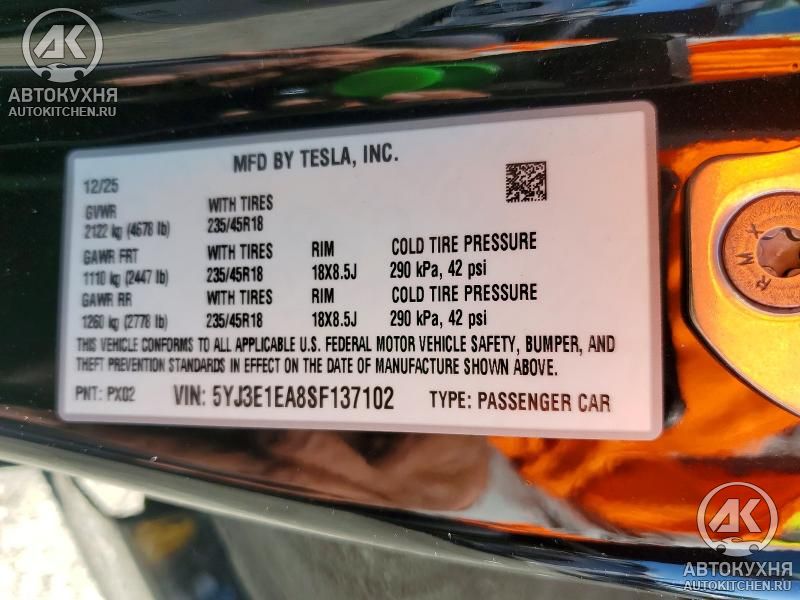 AK
АВТОКУХНЯ
AUTOKITCHEN.RU
MFD BY TESLA, INC.
12/25
GVWR WITH TIRES
2122 kg (4678 lb) 235/45R18
GAWR FRT WITH TIRES RIM COLD TIRE PRESSURE
1110 kg (2447 lb) 235/45R18 18X8.5J 290 kPa, 42 psi
GAWR RR WITH TIRES RIM COLD TIRE PRESSURE
1260 kg (2778 lb) 235/45R18 18X8.5J 290 kPa, 42 psi
THIS VEHICLE CONFORMS TO ALL APPLICABLE U.S. FEDERAL MOTOR VEHICLE SAFETY, BUMPER, AND
THEFT PREVENTION STANDARDS IN EFFECT ON THE DATE OF MANUFACTURE SHOWN ABOVE.
PNT: PX02 VIN: 5YJ3E1EA8SF137102 TYPE: PASSENGER CAR
R M X
AK
АВТОКУХНЯ
AUTOKITCHEN.RU